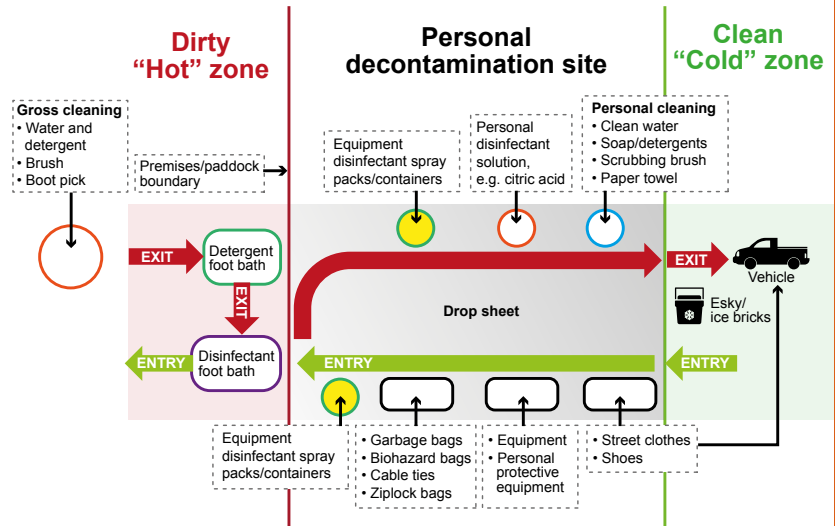 Dirty
“Hot” zone
Personal
decontamination site
Clean
“Cold” zone
Gross cleaning
• Water and
detergent
• Brush
• Boot pick
Premises/paddock
boundary
Equipment
disinfectant spray
packs/containers
Personal
disinfectant
solution,
e.g. citric acid
Personal cleaning
• Clean water
• Soap/detergents
• Scrubbing brush
• Paper towel
EXIT
Detergent
foot bath
EXIT
EXIT
Vehicle
Esky/
ice bricks
Drop sheet
ENTRY
Disinfectant
foot bath
ENTRY
ENTRY
Equipment
disinfectant spray
packs/containers
• Garbage bags
• Biohazard bags
• Cable ties
• Ziplock bags
• Equipment
• Personal
protective
equipment
• Street clothes
• Shoes